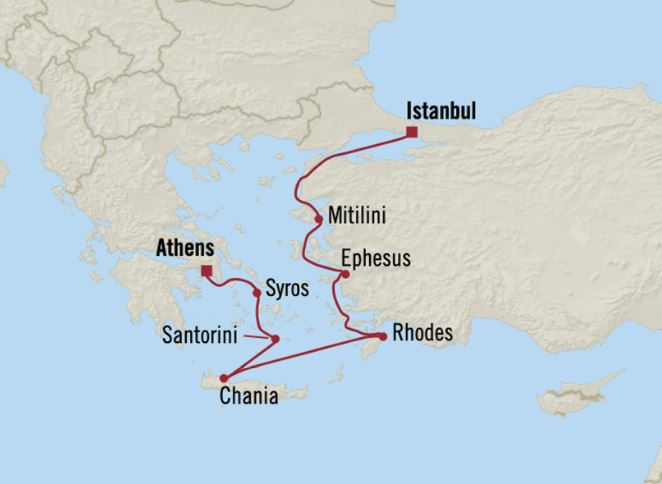 Istanbul
Mitilini
Athens
Ephesus
Syros
Santorini
Rhodes
Chania